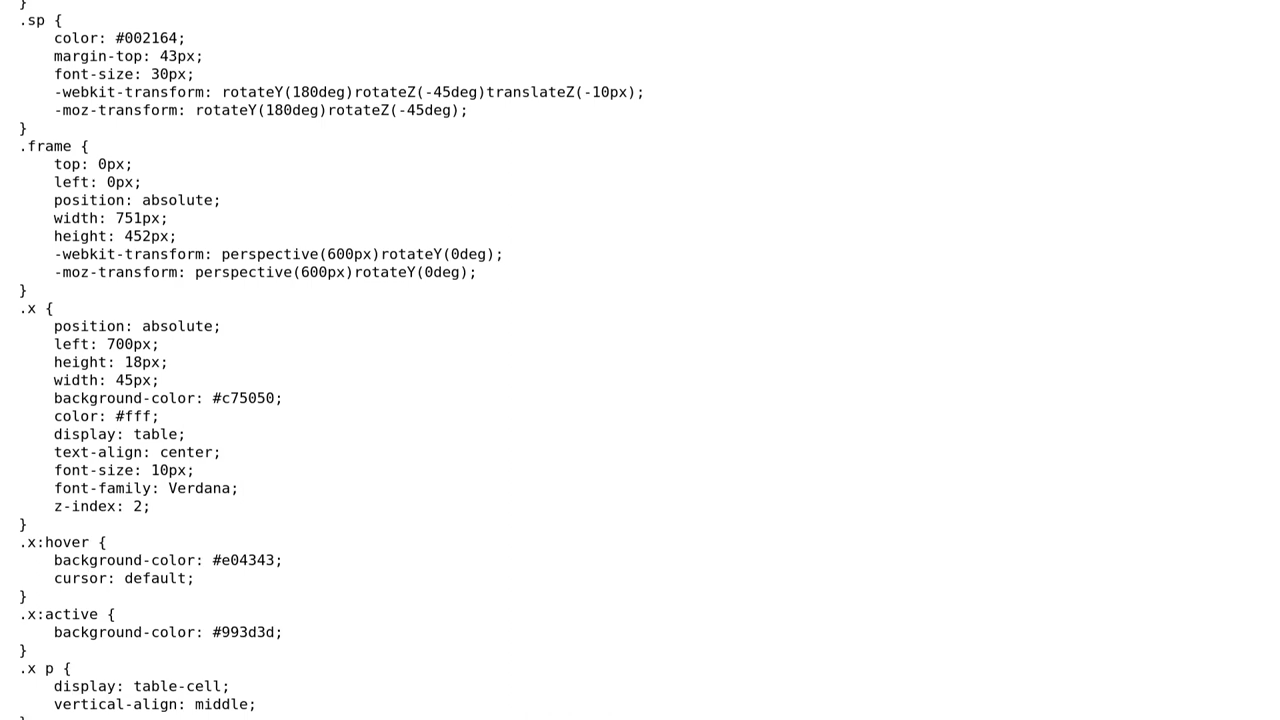 }
.sp {
    color: #002164;
    margin-top: 43px;
    font-size: 30px;
    -webkit-transform: rotateY(180deg)rotateZ(-45deg)translateZ(-10px);
    -moz-transform: rotateY(180deg)rotateZ(-45deg);
}
.frame {
    top: 0px;
    left: 0px;
    position: absolute;
    width: 751px;
    height: 452px;
    -webkit-transform: perspective(600px)rotateY(0deg);
    -moz-transform: perspective(600px)rotateY(0deg);
}
.x {
    position: absolute;
    left: 700px;
    height: 18px;
    width: 45px;
    background-color: #c75050;
    color: #fff;
    display: table;
    text-align: center;
    font-size: 10px;
    font-family: Verdana;
    z-index: 2;
}
.x:hover {
    background-color: #e04343;
    cursor: default;
}
.x:active {
    background-color: #993d3d;
}
.x p {
    display: table-cell;
    vertical-align: middle;
}